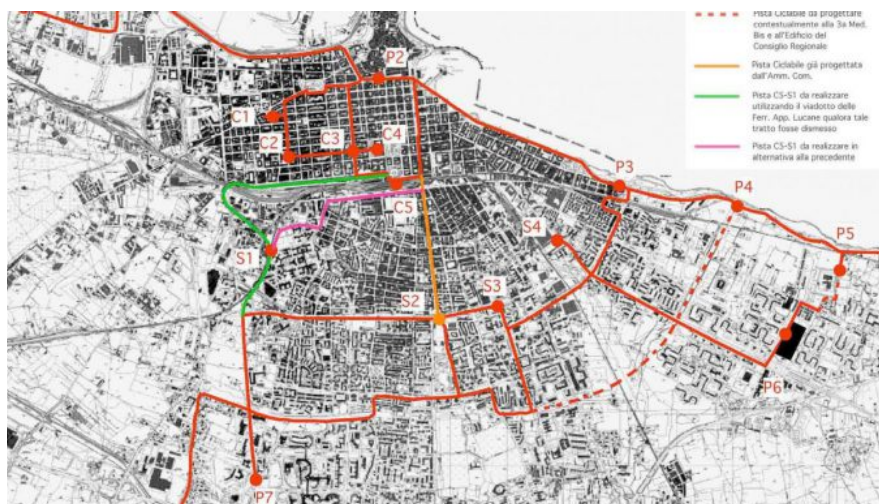 Pista Ciclabile da progettare
contestualmente alla 3a Med.
Bis e all'Edificio del
Consiglio Regionale
Pista Ciclabile già progettata
dall'Amm. Com.
Pista CS-S1 da realizzare
utilizzando il viadotto delle
Ferr. App. Lucane qualora tale
tratto fosse dismesso
Pista CS-S1 da realizzare in
alternativa alla precedente
P2
C1
C3
C4
C2
P3
P4
C5
P5
S4
S1
S3
S2
P6
P7